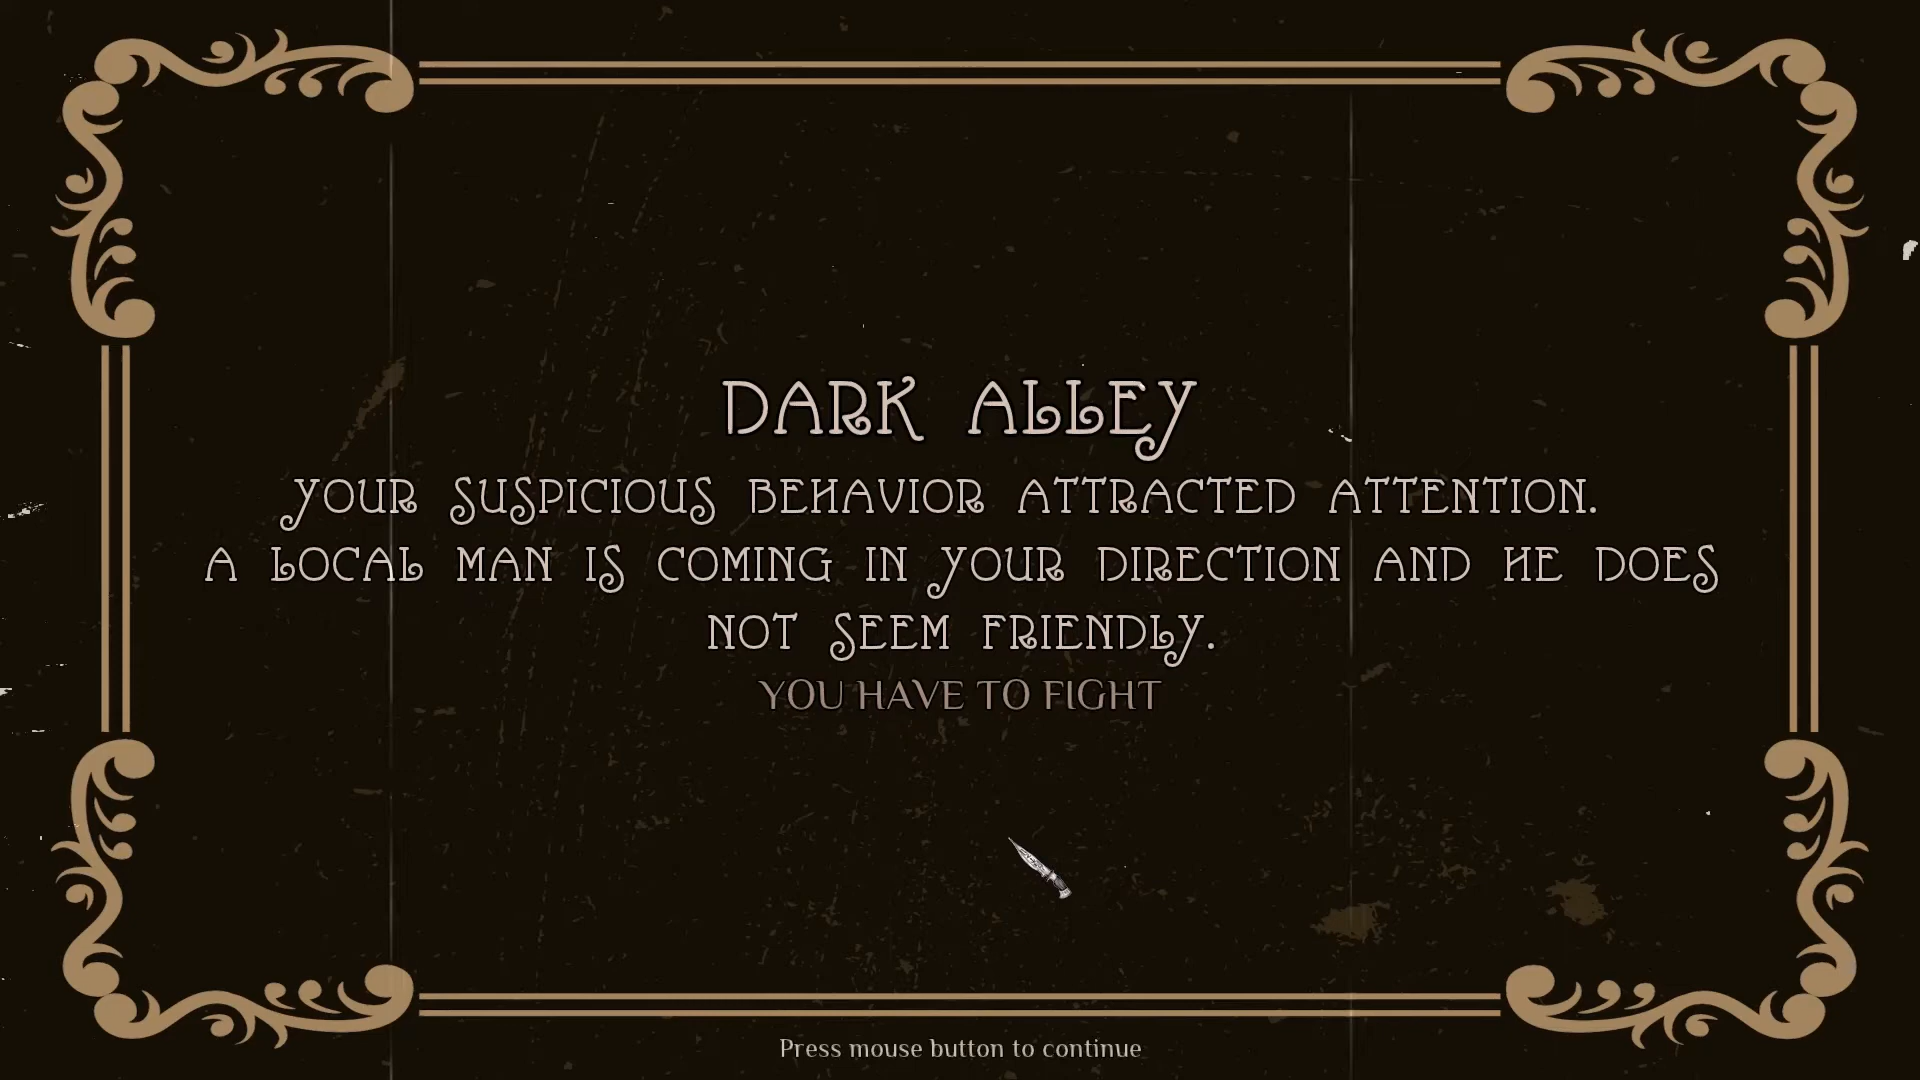 DARK ALLEY
YOUR SUSPICIOUS BEHAVIOR ATTRACTED ATTENTION.
A LOCAL MAN IS COMING IN YOUR DIRECTION AND HE DOES
NOT SEEM FRIENDLY.
YOU HAVE TO FIGHT
Press mouse button to continue